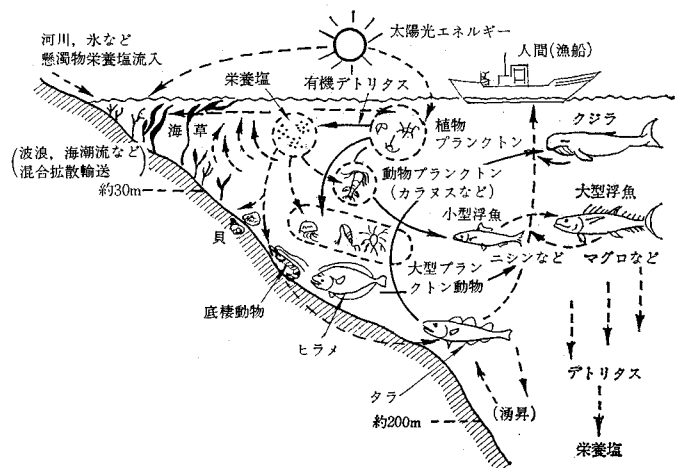 太陽光エネルギー
人間(漁船)
河川，氷など
懸濁物栄養塩流入
栄養塩
有機デトリタス
海草
植物
プランクトン
クジラ
(波浪，海潮流など)
混合拡散輸送
約30m
動物プランクトン
(カラヌスなど)
小型浮魚
大型浮魚
貝
大型プラン
クトン動物
ニシンなど
マグロなど
底棲動物
ヒラメ
タラ
デトリタス
(湧昇)
約200m
栄養塩